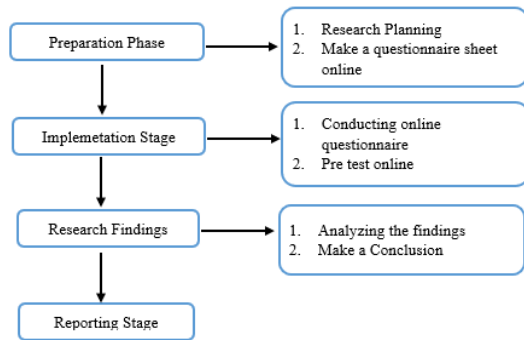 Preparation Phase
1. Research Planning
2. Make a questionnaire sheet
online
Implemetation Stage
1. Conducting online
questionnaire
2. Pre test online
Research Findings
1. Analyzing the findings
2. Make a Conclusion
Reporting Stage